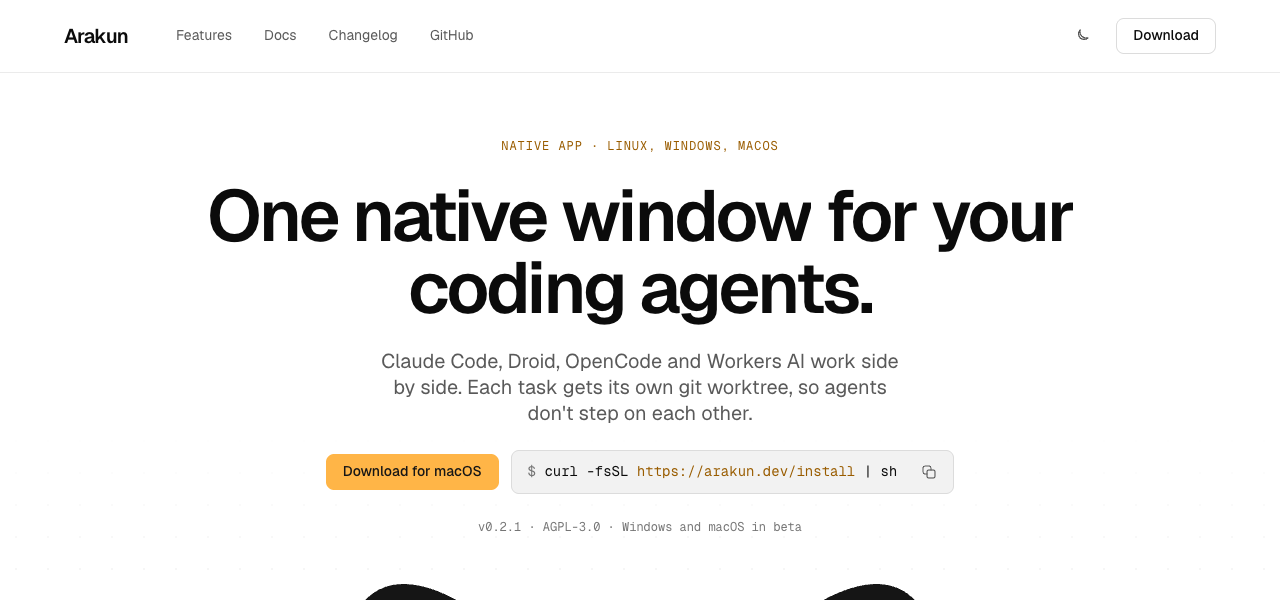 Arakun
Features
Docs
Changelog
GitHub
Download
NATIVE APP · LINUX, WINDOWS, MACOS
One native window for your
coding agents.
Claude Code, Droid, OpenCode and Workers AI work side
by side. Each task gets its own git worktree, so agents
don't step on each other.
Download for macOS
$ curl -fsSL https://arakun.dev/install | sh
v0.2.1 · AGPL-3.0 · Windows and macOS in beta